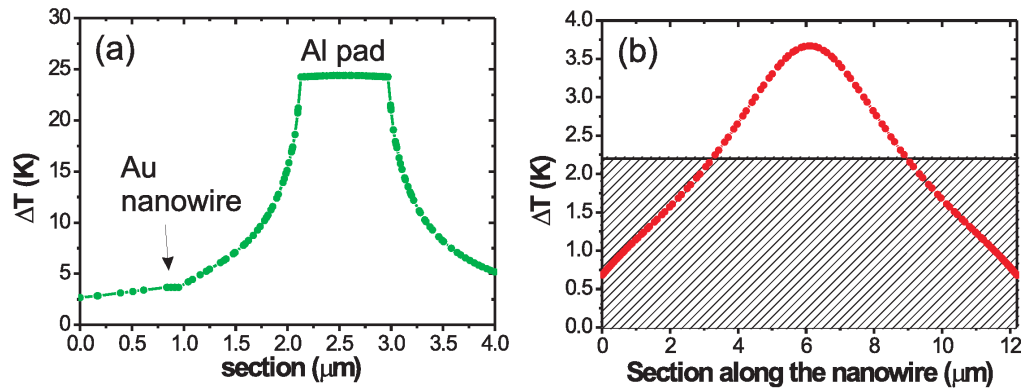 (a)
Al pad
Au
nanowire
ΔT (K)
30
25
20
15
10
5
0
0.0 0.5 1.0 1.5 2.0 2.5 3.0 3.5 4.0
section (μm)
(b)
ΔT (K)
4.0
3.5
3.0
2.5
2.0
1.5
1.0
0.5
0.0
0 2 4 6 8 10 12
Section along the nanowire (μm)